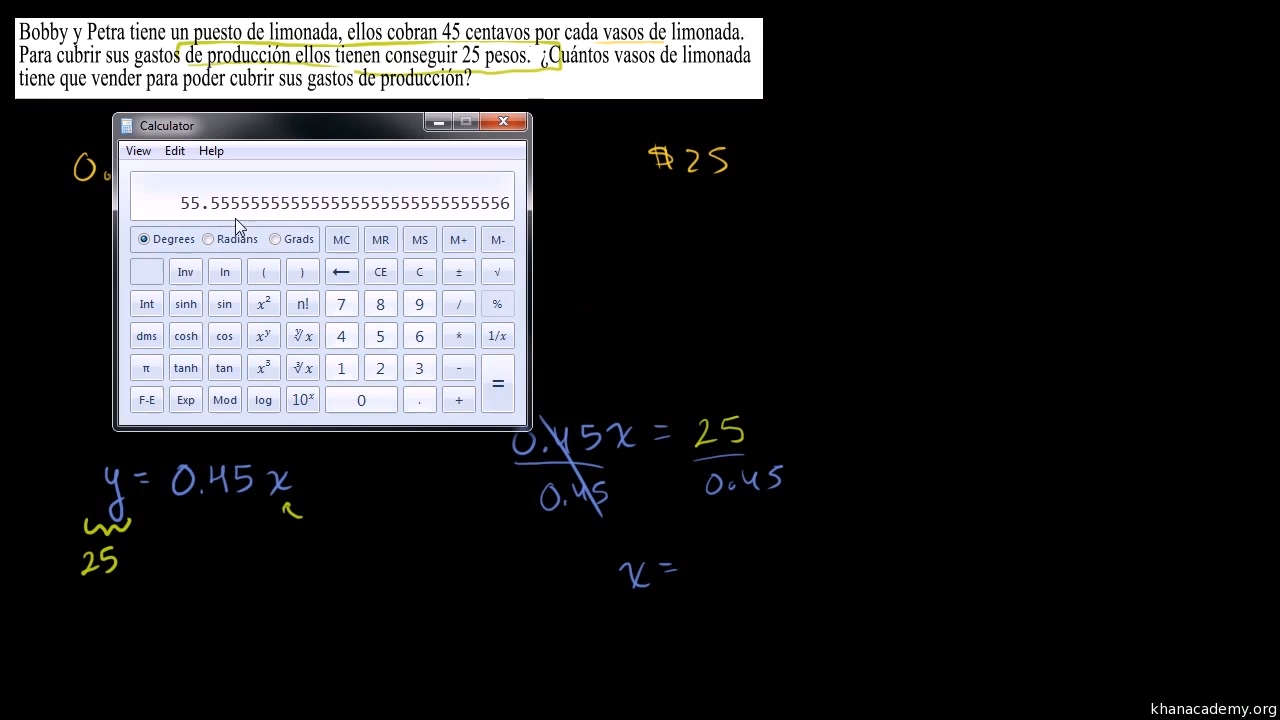 Bobby y Petra tiene un puesto de limonada, ellos cobran 45 centavos por cada vasos de limonada.
Para cubrir sus gastos de producción ellos tienen conseguir 25 pesos. ¿Cuántos vasos de limonada
tiene que vender para poder cubrir sus gastos de producción?
Calculator
View Edit Help
0.
$25
55.555555555555555555555555555556
Degrees Radians Grads MC MR MS M+ M-
Inv ln ( ) ← CE C ± √
Int sinh sin x² n! 7 8 9 / %
dms cosh cos xʸ ʸ√x 4 5 6 * 1/x
π tanh tan x³ ³√x 1 2 3 - =
F-E Exp Mod log 10ˣ 0 . +
0.45x = 25
0.45 0.45
y = 0.45 x
25
x =
khanacademy.org